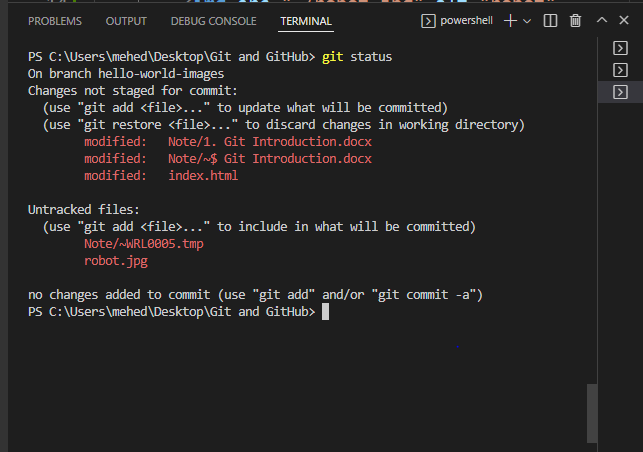 PROBLEMS OUTPUT DEBUG CONSOLE TERMINAL powershell
PS C:\Users\mehed\Desktop\Git and GitHub> git status
On branch hello-world-images
Changes not staged for commit:
  (use "git add <file>..." to update what will be committed)
  (use "git restore <file>..." to discard changes in working directory)
        modified:   Note/1. Git Introduction.docx
        modified:   Note/~$ Git Introduction.docx
        modified:   index.html

Untracked files:
  (use "git add <file>..." to include in what will be committed)
        Note/~WRL0005.tmp
        robot.jpg

no changes added to commit (use "git add" and/or "git commit -a")
PS C:\Users\mehed\Desktop\Git and GitHub>